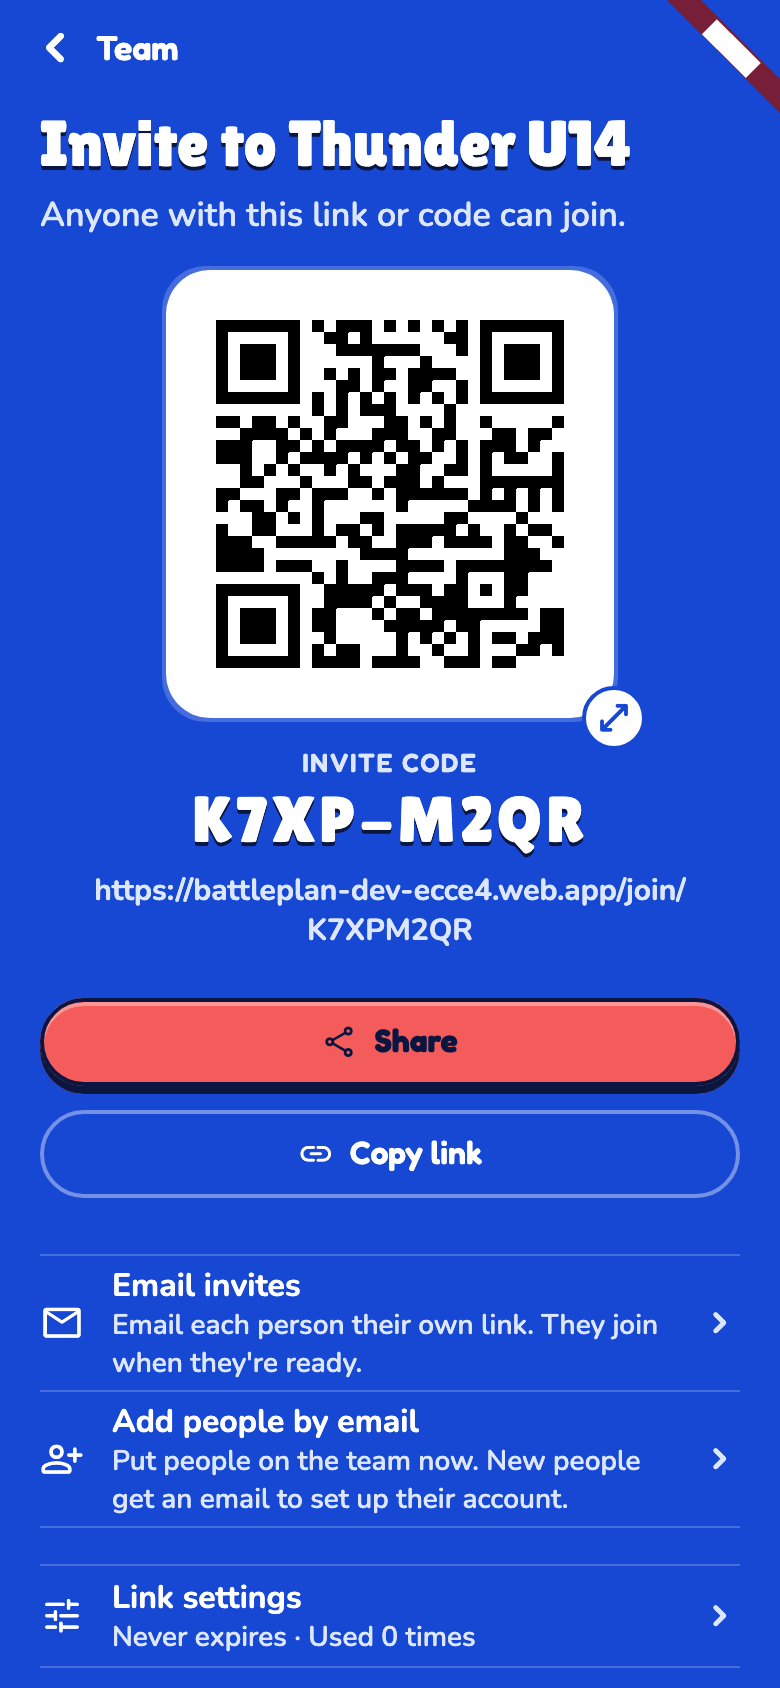 Team
Invite to Thunder U14
Anyone with this link or code can join.
INVITE CODE
K7XP-M2QR
https://battleplan-dev-ecce4.web.app/join/
K7XPM2QR
Share
Copy link
Email invites
Email each person their own link. They join
when they're ready.
Add people by email
Put people on the team now. New people
get an email to set up their account.
Link settings
Never expires · Used 0 times